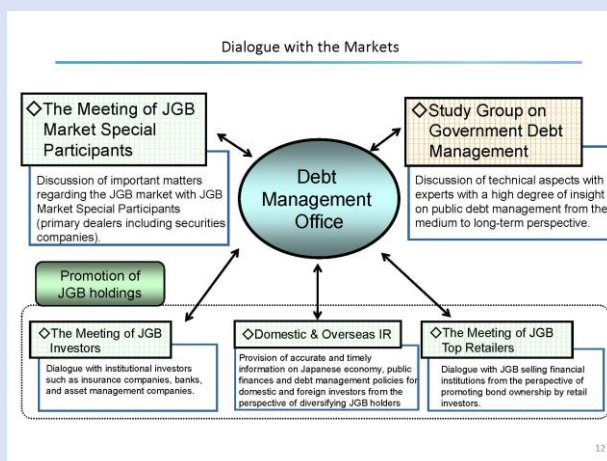 Dialogue with the Markets
◇The Meeting of JGB
Market Special
Participants
Discussion of important matters
regarding the JGB market with JGB
Market Special Participants
(primary dealers including securities
companies).
Debt
Management
Office
◇Study Group on
Government Debt
Management
Discussion of technical aspects with
experts with a high degree of insight
on public debt management from the
medium to long-term perspective.
Promotion of
JGB holdings
◇The Meeting of JGB
Investors
Dialogue with institutional investors
such as insurance companies, banks,
and asset management companies.
◇Domestic & Overseas IR
Provision of accurate and timely
information on Japanese economy, public
finances and debt management policies for
domestic and foreign investors from the
perspective of diversifying JGB holders
◇The Meeting of JGB
Top Retailers
Dialogue with JGB selling financial
institutions from the perspective of
promoting bond ownership by retail
investors.
12